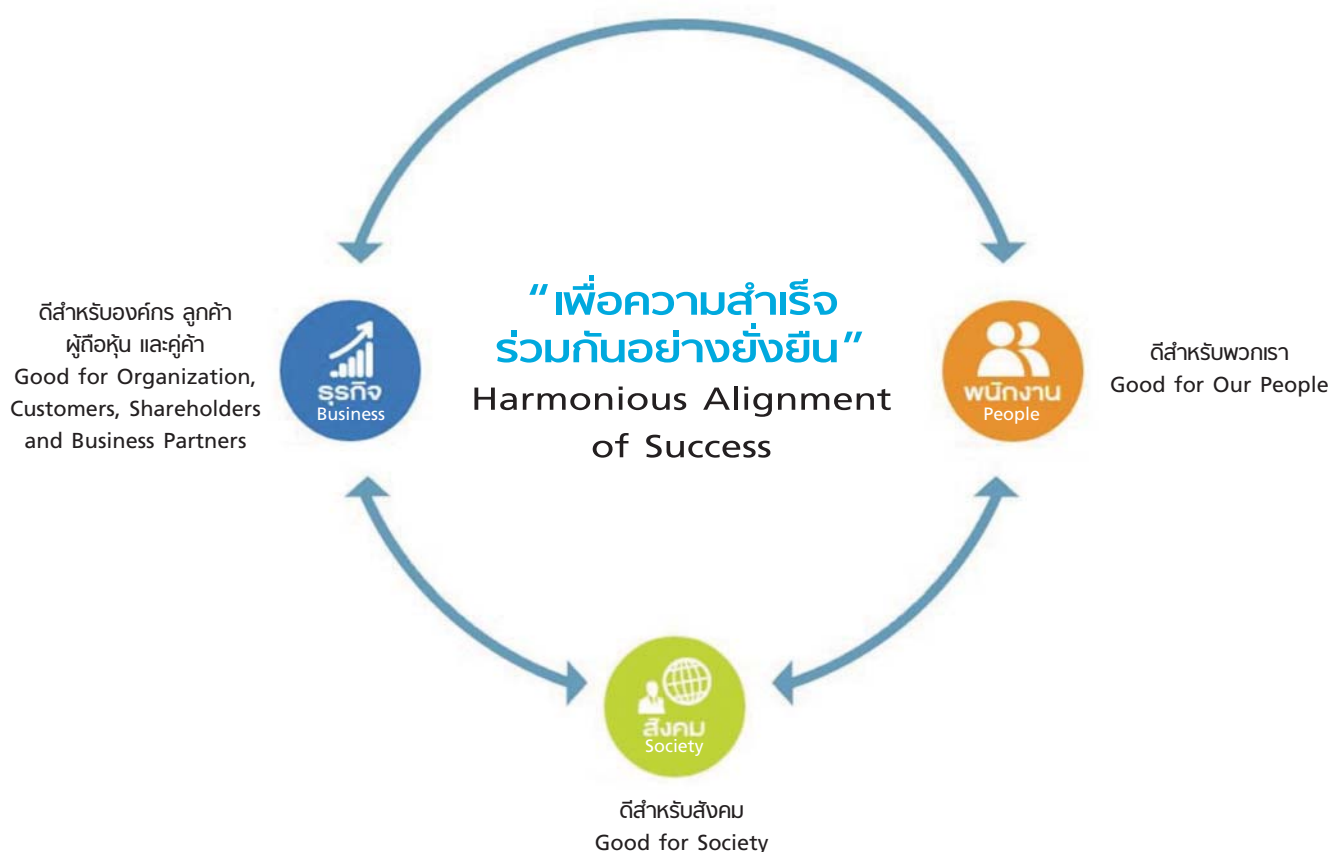 ดีสำหรับองค์กร ลูกค้า
ผู้ถือหุ้น และคู่ค้า
Good for Organization,
Customers, Shareholders
and Business Partners
ธุรกิจ
Business
“เพื่อความสำเร็จ
ร่วมกันอย่างยั่งยืน”
Harmonious Alignment
of Success
พนักงาน
People
ดีสำหรับพวกเรา
Good for Our People
สังคม
Society
ดีสำหรับสังคม
Good for Society